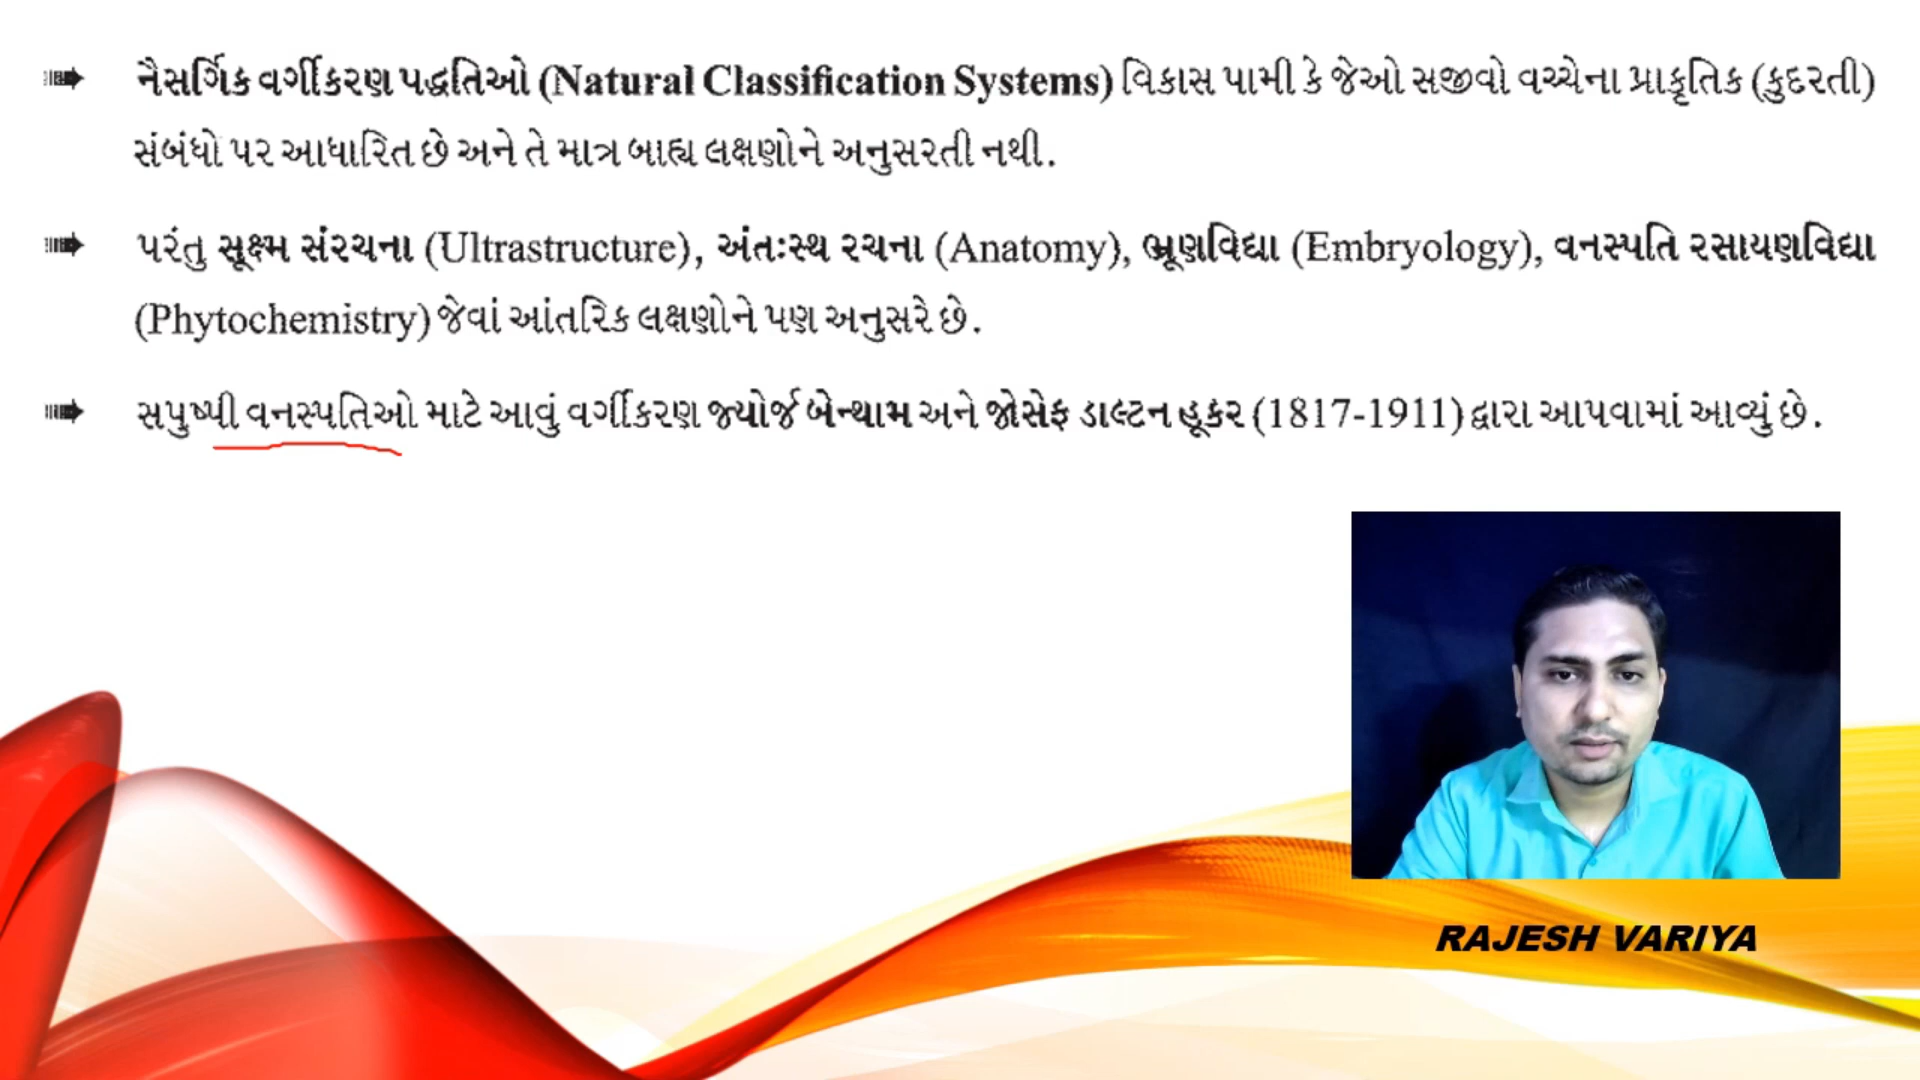 નૈસર્ગિક વર્ગીકરણ પદ્ધતિઓ (Natural Classification Systems) વિકાસ પામી કે જેઓ સજીવો વચ્ચેના પ્રાકૃતિક (કુદરતી)
સંબંધો પર આધારિત છે અને તે માત્ર બાહ્ય લક્ષણોને અનુસરતી નથી.
પરંતુ સૂક્ષ્મ સંરચના (Ultrastructure), અંતઃસ્થ રચના (Anatomy), ભ્રૂણવિદ્યા (Embryology), વનસ્પતિ રસાયણવિદ્યા
(Phytochemistry) જેવાં આંતરિક લક્ષણોને પણ અનુસરે છે.
સપુષ્પી વનસ્પતિઓ માટે આવું વર્ગીકરણ જ્યોર્જ બેન્થામ અને જોસેફ ડાલ્ટન હૂકર (1817-1911) દ્વારા આપવામાં આવ્યું છે.
RAJESH VARIYA